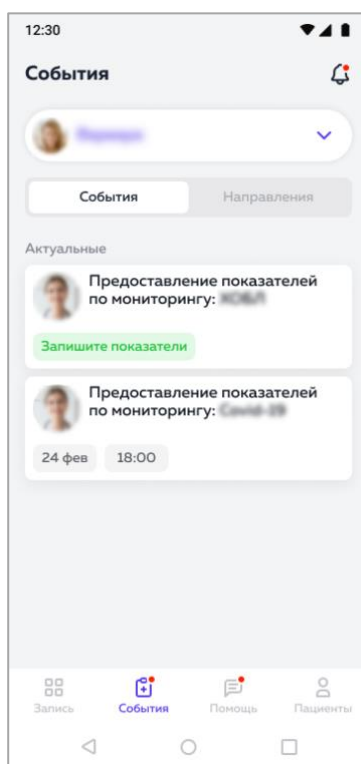 12:30
События
События
Направления
Актуальные
Предоставление показателей
по мониторингу:
Запишите показатели
Предоставление показателей
по мониторингу:
24 фев
18:00
Запись
События
Помощь
Пациенты